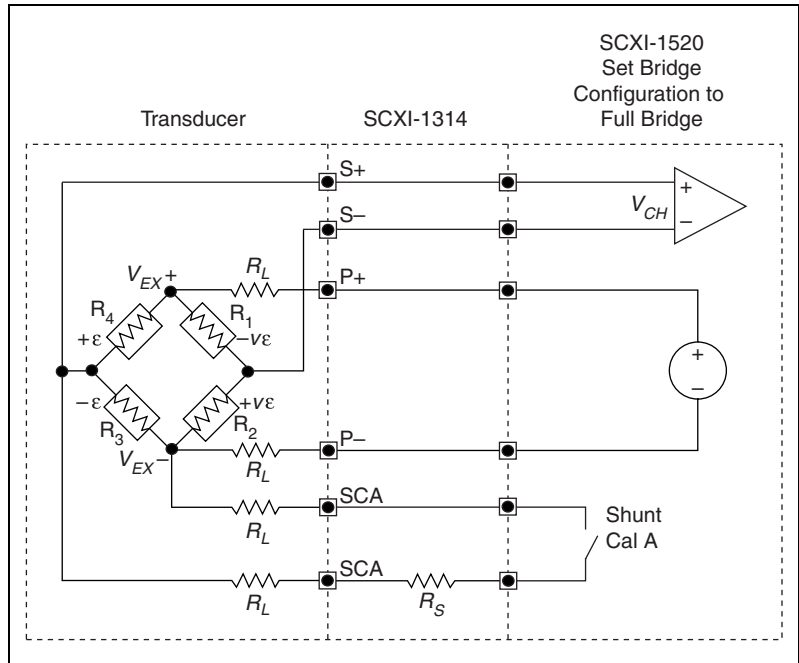 SCXI-1520
Set Bridge
Configuration to
Full Bridge
Transducer
SCXI-1314
S+
+
V_CH
S–
–
V_EX+
R_L
P+
R_4
R_1
+ε
–νε
+
–
–ε
+νε
R_3
R_2
V_EX–
P–
R_L
SCA
R_L
Shunt
Cal A
SCA
R_L
R_S